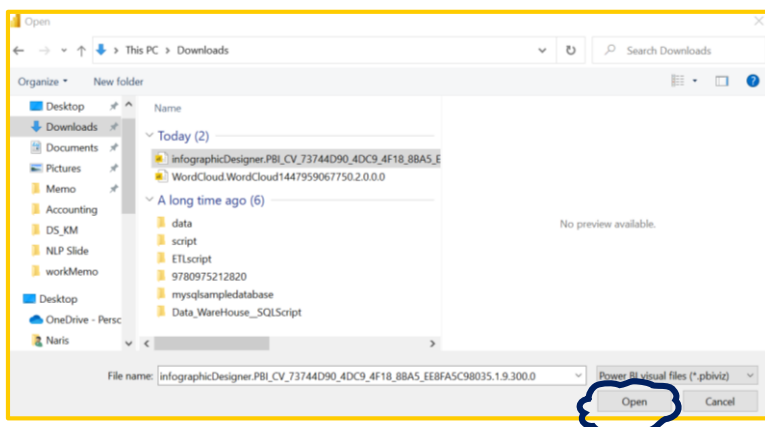 Open
This PC > Downloads
Search Downloads
Organize
New folder
Desktop
Downloads
Documents
Pictures
Memo
Accounting
DS_KM
NLP Slide
workMemo
Desktop
OneDrive - Persc
Naris
Name
Today (2)
infographicDesigner.PBI_CV_73744D90_4DC9_4F18_8BA5_E
WordCloud.WordCloud1447959067750.2.0.0.0
A long time ago (6)
data
script
ETLscript
9780975212820
mysqlsampledatabase
Data_WareHouse__SQLScript
No preview available.
File name: infographicDesigner.PBI_CV_73744D90_4DC9_4F18_8BA5_EE8FA5C98035.1.9.300.0
Power BI visual files (*.pbiviz)
Open
Cancel